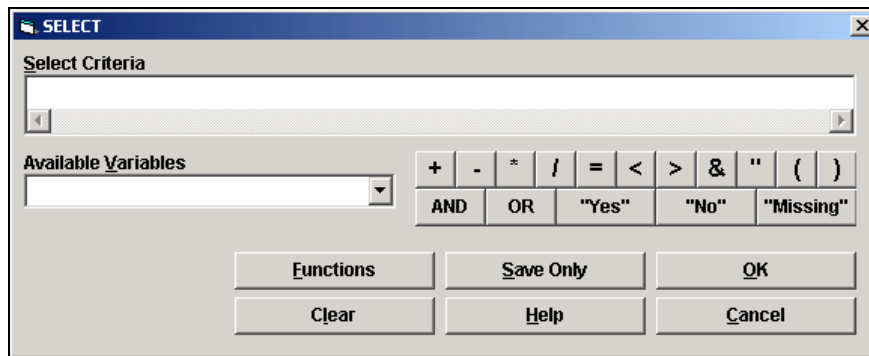 SELECT
Select Criteria
Available Variables
+ - * / = < > & " ( )
AND OR "Yes" "No" "Missing"
Functions Save Only OK
Clear Help Cancel